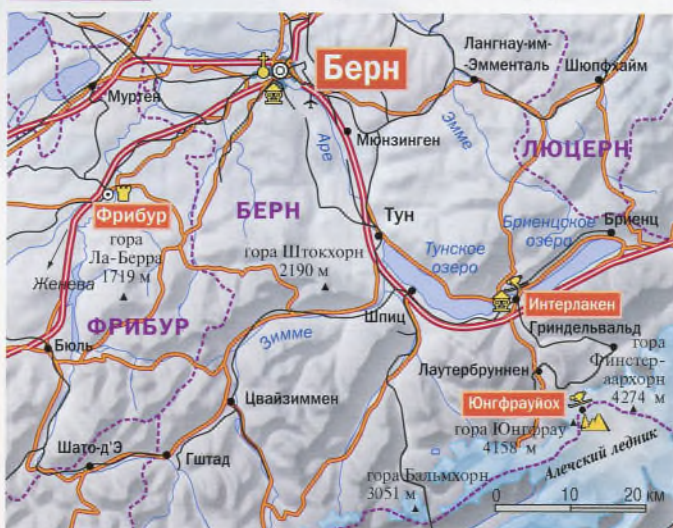 Берн
Лангнау-им-
-Эмменталь
Шюпфхайм
Муртен
Мюнзинген
Аре
Эмме
ЛЮЦЕРН
Фрибур
БЕРН
Тун
Бриенцское
озеро
Бриенц
гора
Ла-Берра
1719 м
гора Штокхорн
2190 м
Тунское
озеро
Женева
Интерлакен
Шпиц
ФРИБУР
Зимме
Гриндельвальд
Бюль
Лаутербруннен
гора
Финстер-
аархорн
4274 м
Цвайзиммен
Юнгфрауйох
гора Юнгфрау
4158 м
Шато-д'Э
Гштад
гора Бальмхорн
3051 м
Алечский ледник
0 10 20 км